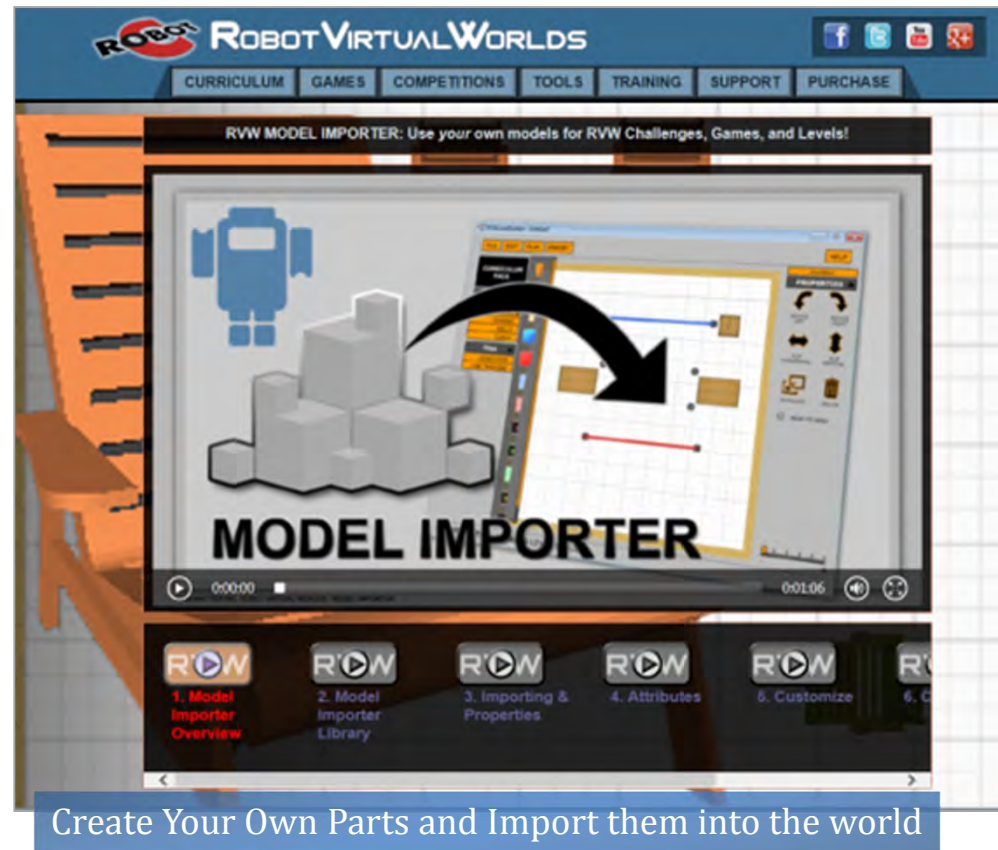 ROBOT
ROBOTVIRTUALWORLDS
CURRICULUM GAMES COMPETITIONS TOOLS TRAINING SUPPORT PURCHASE
RVW MODEL IMPORTER: Use your own models for RVW Challenges, Games, and Levels!
HELP
PROPERTIES
MODEL IMPORTER
0:00:00 0:01:06
RVW RVW RVW RVW RVW
1. Model Importer Overview
2. Model Importer Library
3. Importing & Properties
4. Attributes
5. Customize
6. C
Create Your Own Parts and Import them into the world